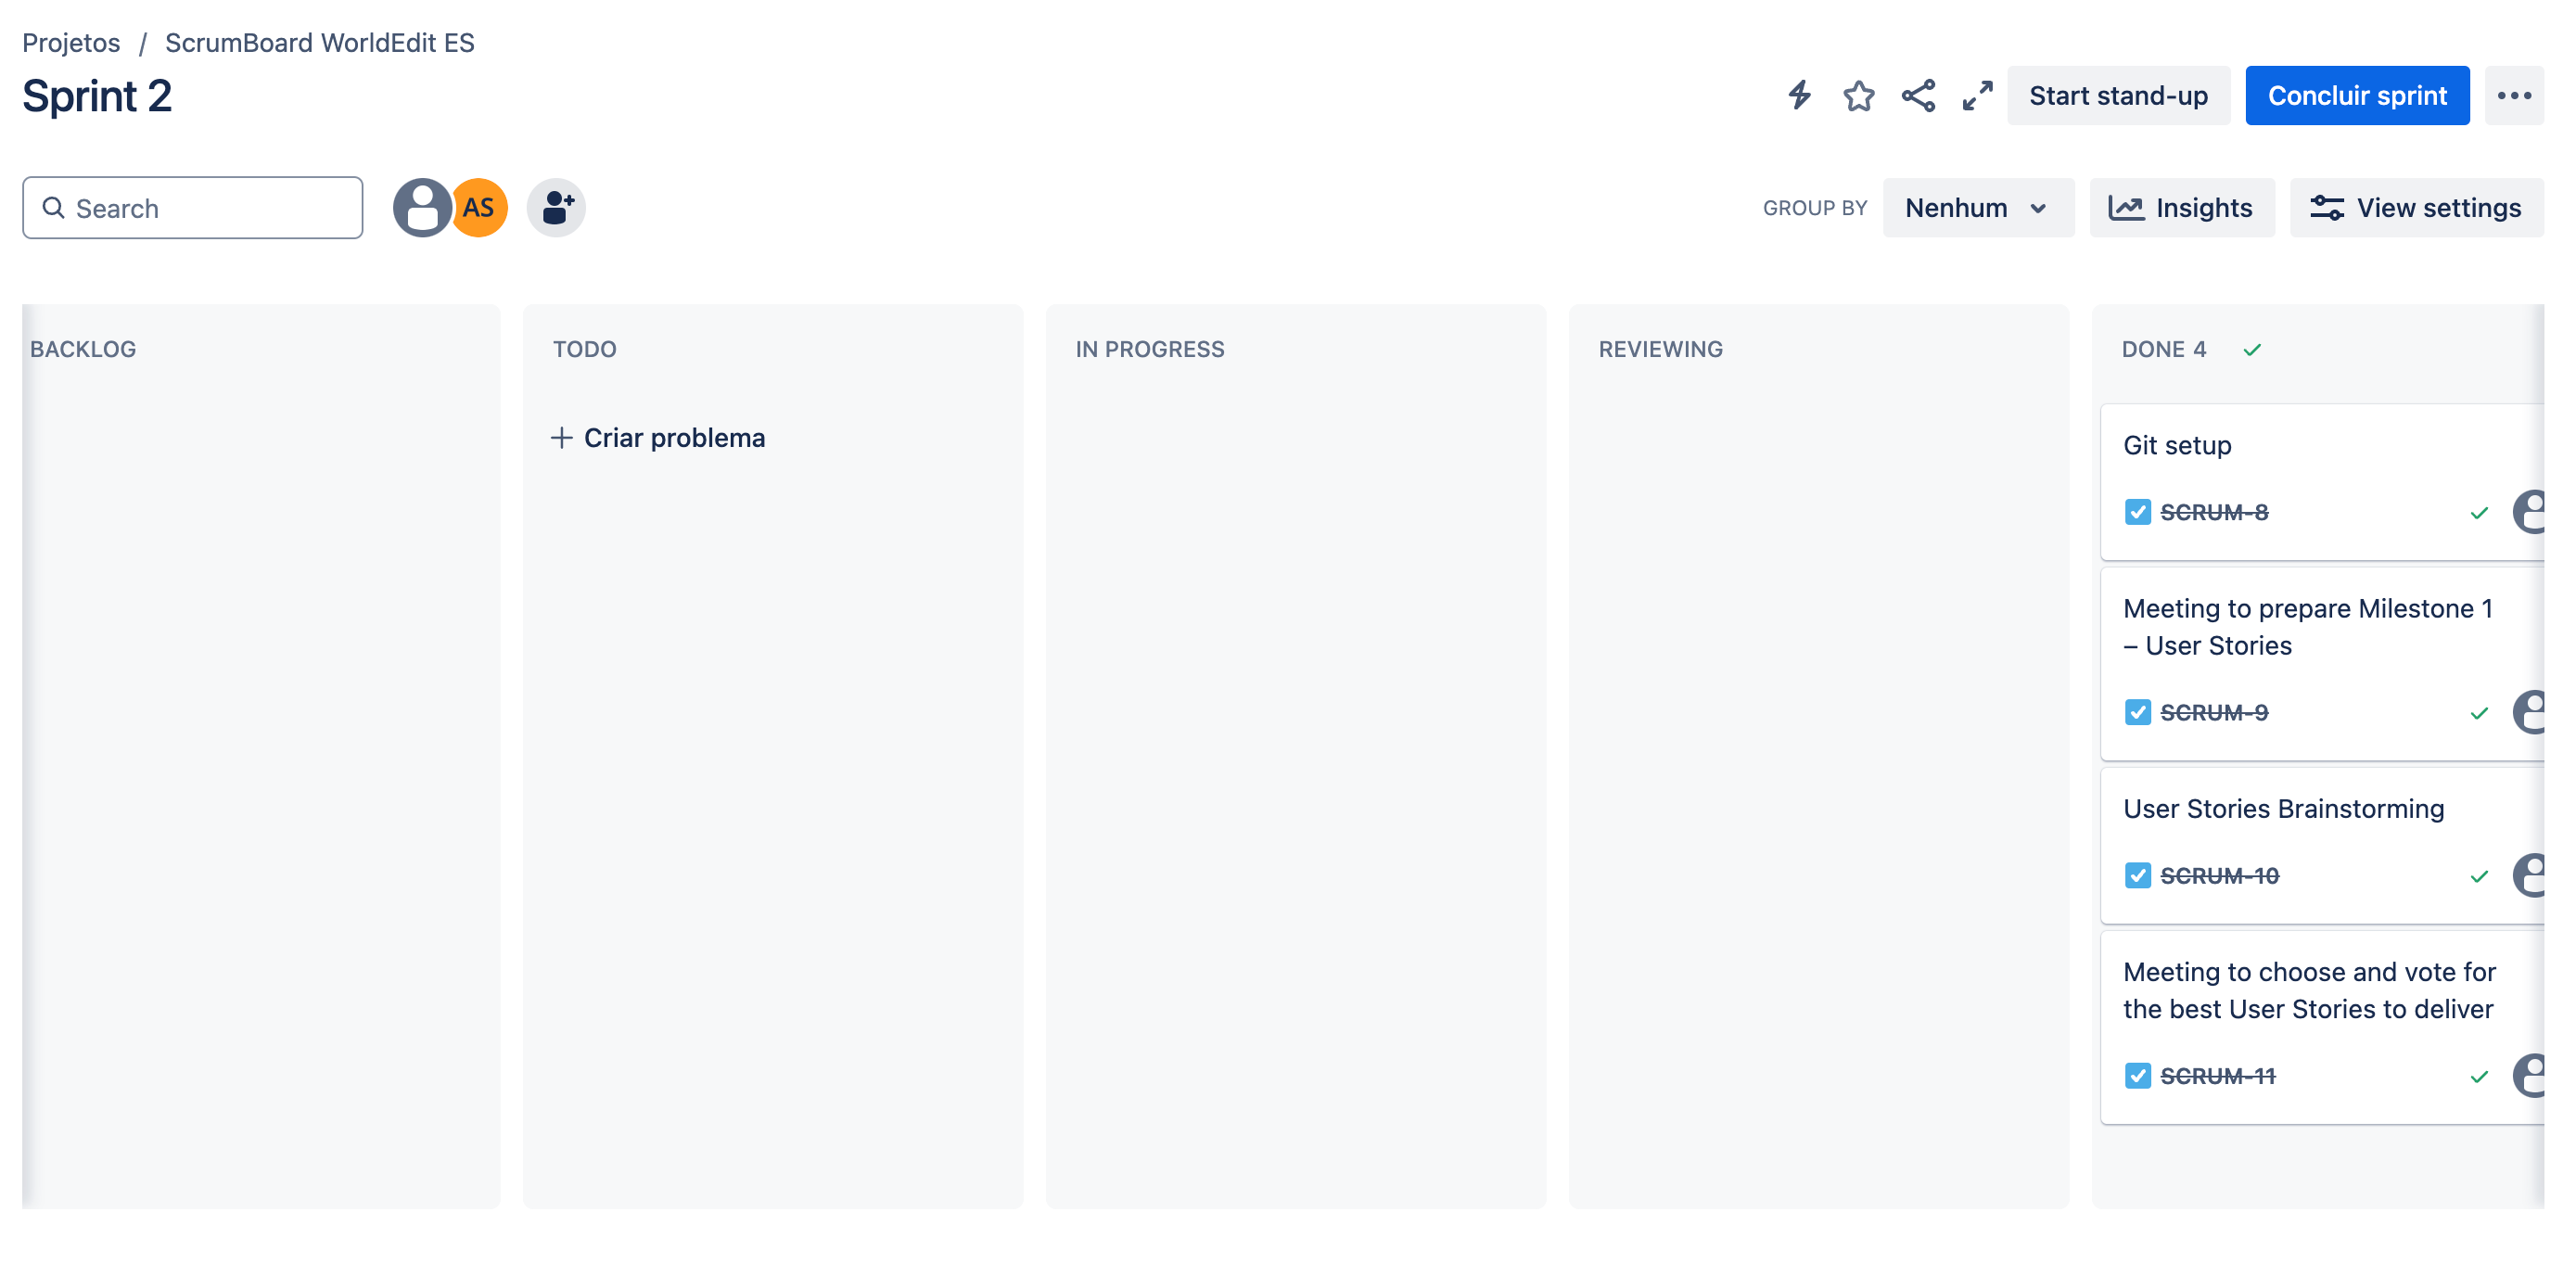 Projetos / ScrumBoard WorldEdit ES
Sprint 2
Start stand-up
Concluir sprint
Search
AS
GROUP BY
Nenhum
Insights
View settings
BACKLOG
TODO
IN PROGRESS
REVIEWING
DONE 4
Criar problema
Git setup
SCRUM-8
Meeting to prepare Milestone 1
– User Stories
SCRUM-9
User Stories Brainstorming
SCRUM-10
Meeting to choose and vote for
the best User Stories to deliver
SCRUM-11